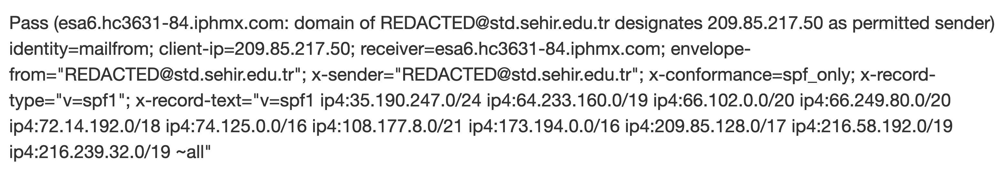 Pass (esa6.hc3631-84.iphmx.com: domain of REDACTED@std.sehir.edu.tr designates 209.85.217.50 as permitted sender)
identity=mailfrom; client-ip=209.85.217.50; receiver=esa6.hc3631-84.iphmx.com; envelope-
from="REDACTED@std.sehir.edu.tr"; x-sender="REDACTED@std.sehir.edu.tr"; x-conformance=spf_only; x-record-
type="v=spf1"; x-record-text="v=spf1 ip4:35.190.247.0/24 ip4:64.233.160.0/19 ip4:66.102.0.0/20 ip4:66.249.80.0/20
ip4:72.14.192.0/18 ip4:74.125.0.0/16 ip4:108.177.8.0/21 ip4:173.194.0.0/16 ip4:209.85.128.0/17 ip4:216.58.192.0/19
ip4:216.239.32.0/19 ~all"